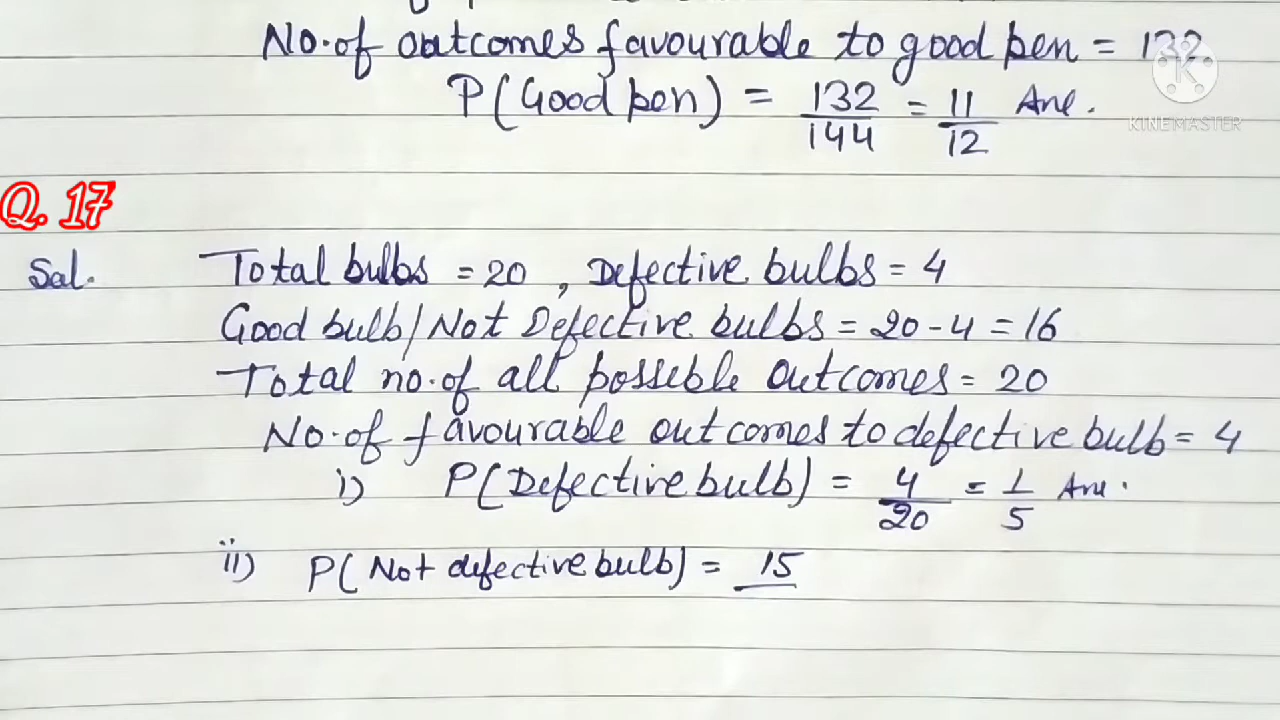 No. of outcomes favourable to good pen = 132
P(Good pen) = 132/144 = 11/12 Ans.
KINEMASTER
Q. 17
Sol. Total bulbs = 20, Defective bulbs = 4
Good bulb/Not Defective bulbs = 20 - 4 = 16
Total no. of all possible outcomes = 20
No. of favourable outcomes to defective bulb = 4
i) P(Defective bulb) = 4/20 = 1/5 Ans.
ii) P(Not defective bulb) = 15